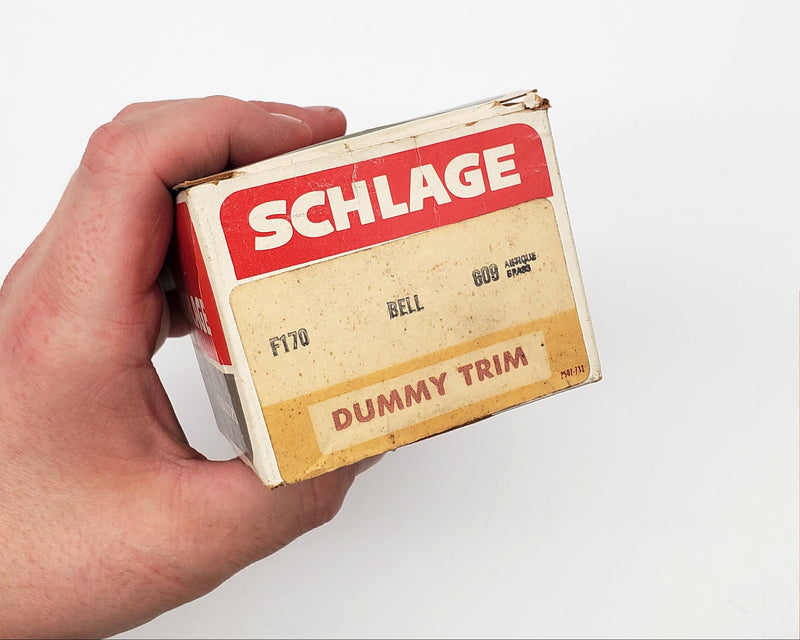 SCHLAGE
F170 BELL 609 ANTIQUE BRASS
DUMMY TRIM